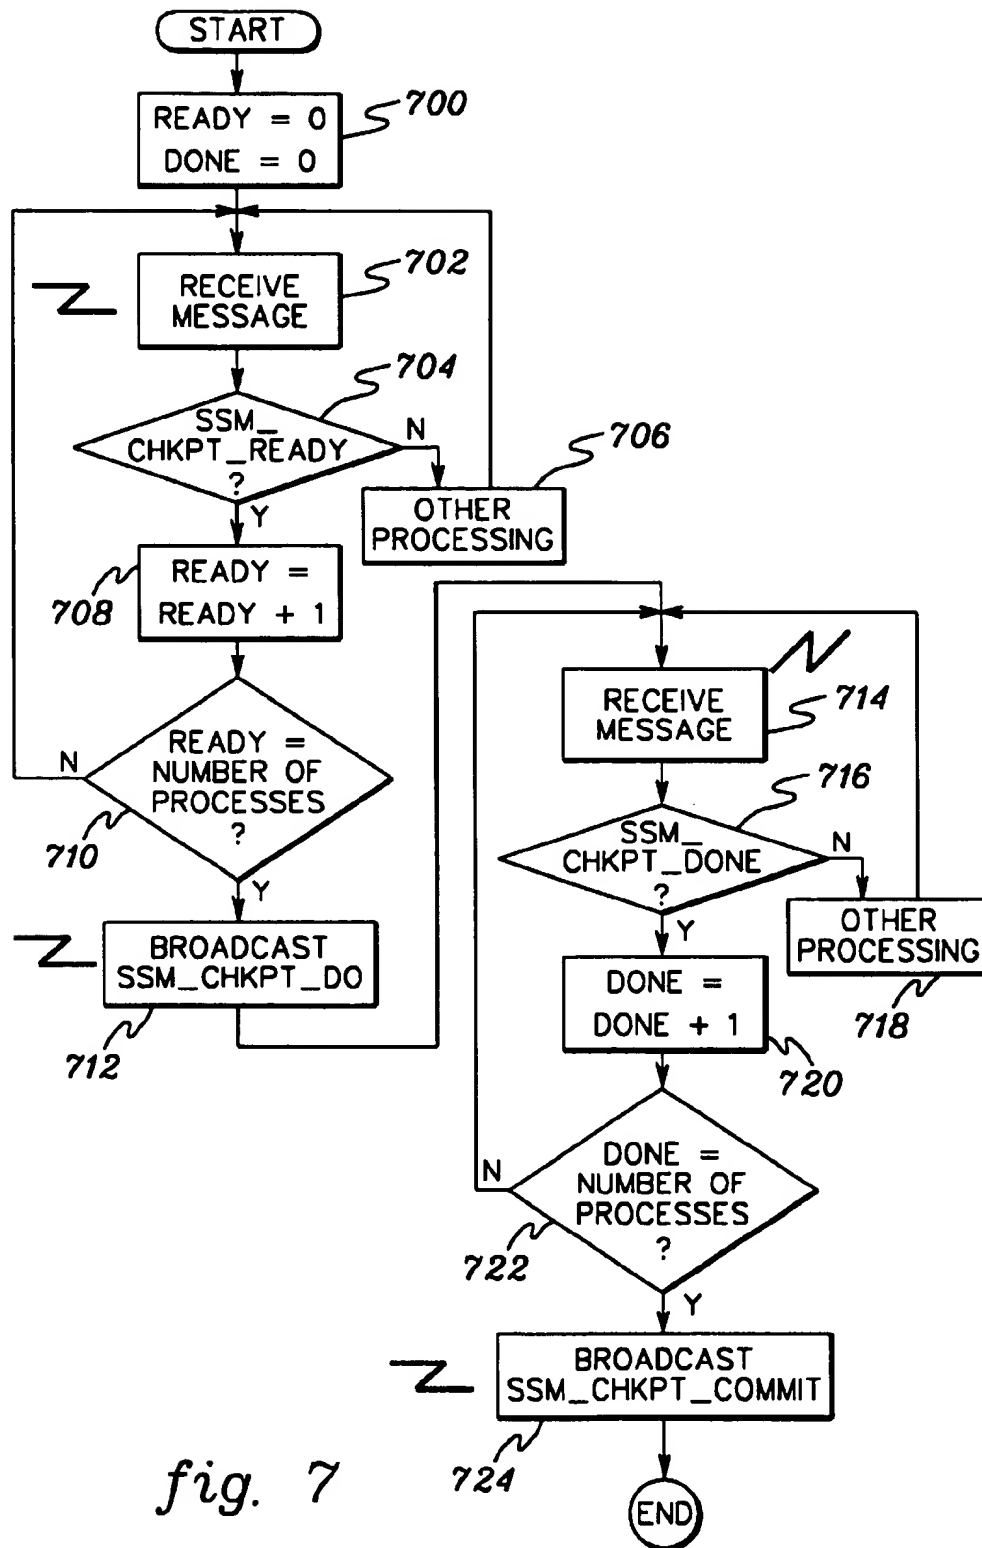 START
READY = 0
DONE = 0
700
RECEIVE
MESSAGE
702
SSM_
CHKPT_READY
?
704
N
Y
OTHER
PROCESSING
706
READY =
READY + 1
708
READY =
NUMBER OF
PROCESSES
?
N
710
Y
BROADCAST
SSM_CHKPT_DO
712
RECEIVE
MESSAGE
714
SSM_
CHKPT_DONE
?
716
N
Y
OTHER
PROCESSING
718
DONE =
DONE + 1
720
DONE =
NUMBER OF
PROCESSES
?
N
722
Y
BROADCAST
SSM_CHKPT_COMMIT
724
END
fig. 7